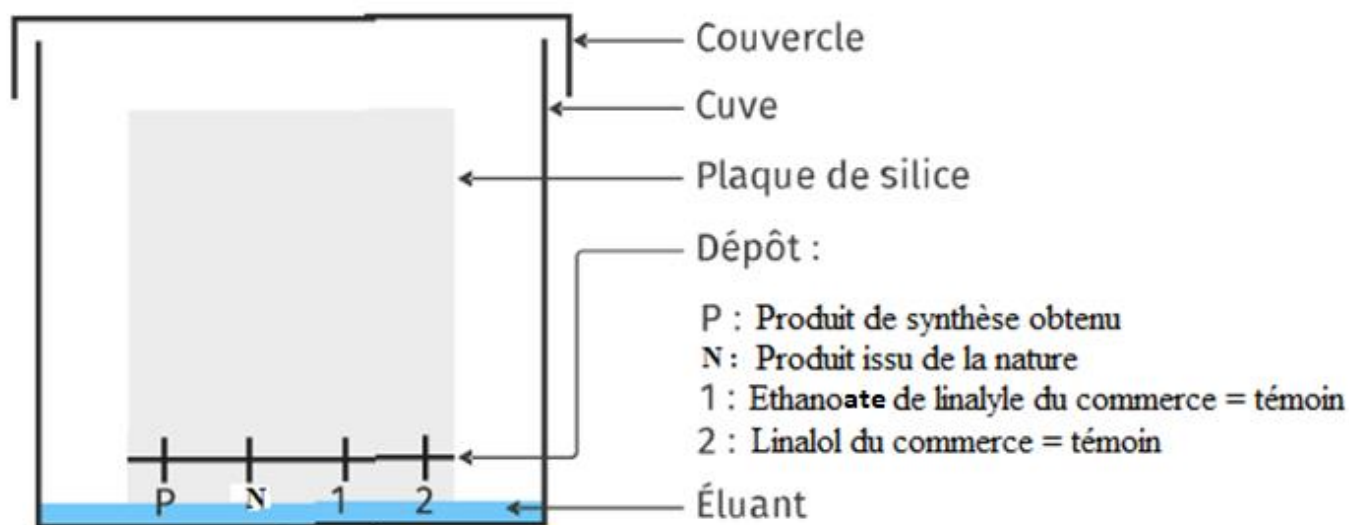 Couvercle
Cuve
Plaque de silice
Dépôt :
P : Produit de synthèse obtenu
N : Produit issu de la nature
1 : Ethanoate de linalyle du commerce = témoin
2 : Linalol du commerce = témoin
P N 1 2
Éluant